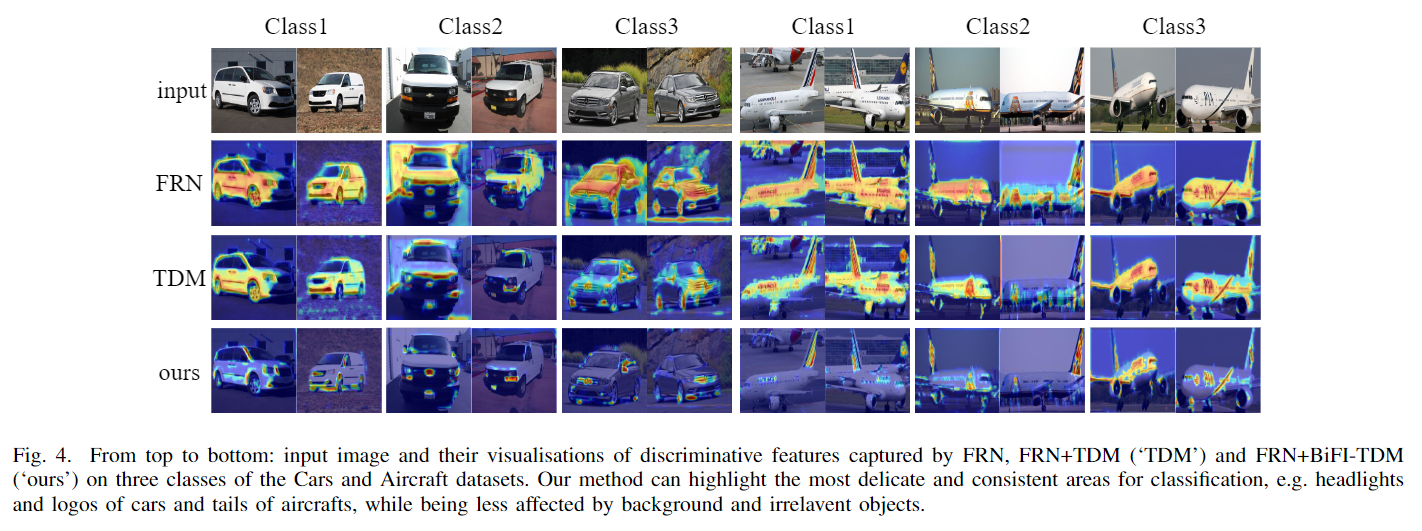 Class1 Class2 Class3 Class1 Class2 Class3
input
FRN
TDM
ours
Fig. 4. From top to bottom: input image and their visualisations of discriminative features captured by FRN, FRN+TDM (‘TDM’) and FRN+BiFI-TDM
(‘ours’) on three classes of the Cars and Aircraft datasets. Our method can highlight the most delicate and consistent areas for classification, e.g. headlights
and logos of cars and tails of aircrafts, while being less affected by background and irrelavent objects.